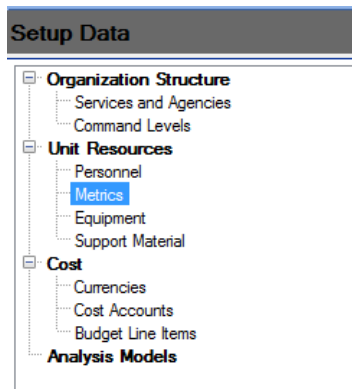 Setup Data
Organization Structure
Services and Agencies
Command Levels
Unit Resources
Personnel
Metrics
Equipment
Support Material
Cost
Currencies
Cost Accounts
Budget Line Items
Analysis Models